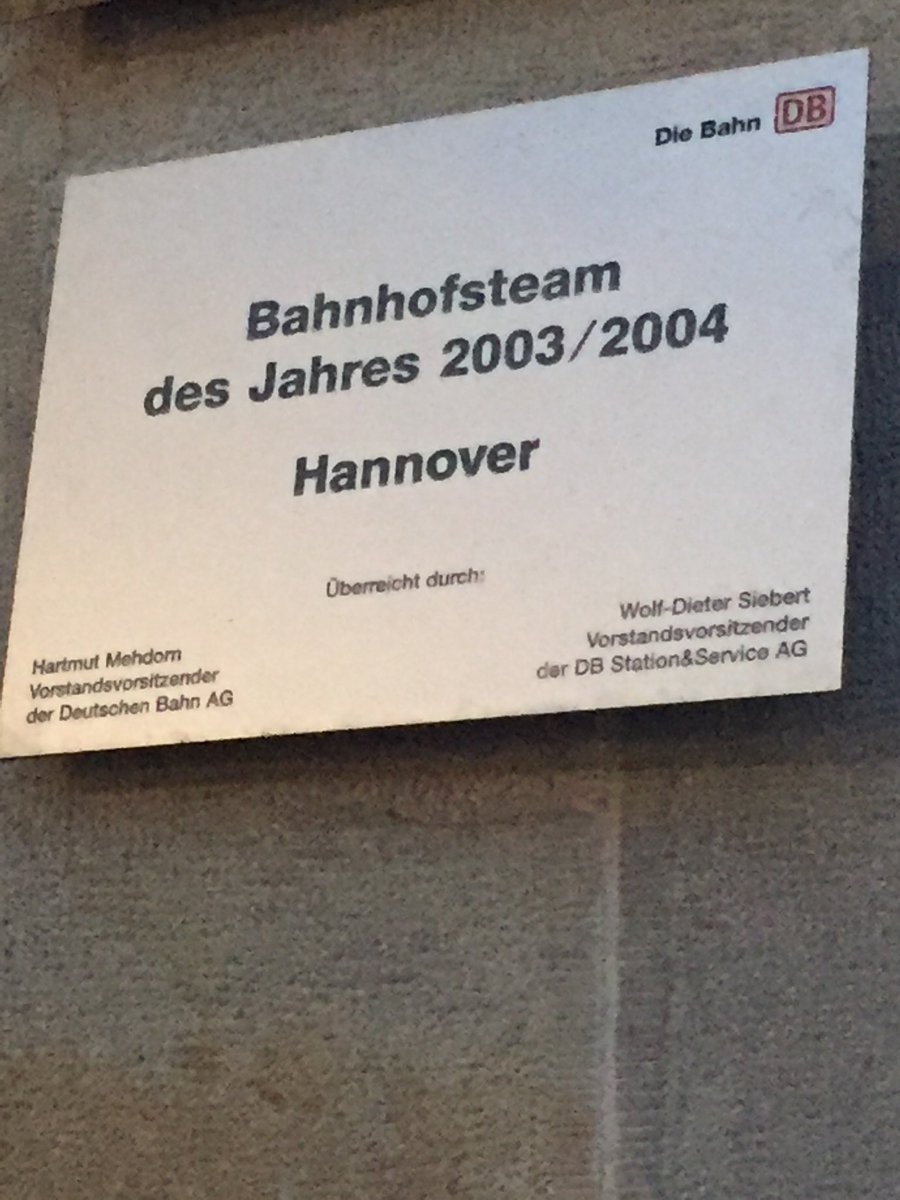 Die Bahn DB
Bahnhofsteam
des Jahres 2003/2004
Hannover
Überreicht durch:
Hartmut Mehdorn
Vorstandsvorsitzender
der Deutschen Bahn AG
Wolf-Dieter Siebert
Vorstandsvorsitzender
der DB Station&Service AG